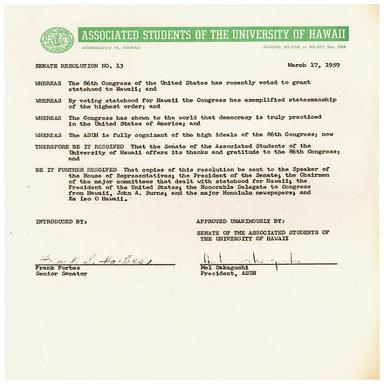 ASSOCIATED STUDENTS OF THE UNIVERSITY OF HAWAII
HONOLULU 14, HAWAII
SENATE RESOLUTION NO. 13 March 17, 1959
WHEREAS The 86th Congress of the United States has recently voted to grant
statehood to Hawaii; and
WHEREAS By voting statehood for Hawaii the Congress has exemplified statesmanship
of the highest order; and
WHEREAS The Congress has shown to the world that democracy is truly practiced
in the United States of America; and
WHEREAS The ASUH is fully cognizant of the high ideals of the 86th Congress; now
THEREFORE BE IT RESOLVED That the Senate of the Associated Students of the
University of Hawaii offers its thanks and gratitude to the 86th Congress;
and
BE IT FURTHER RESOLVED That copies of this resolution be sent to the Speaker of
the House of Representatives; the President of the Senate; the Chairmen
of the major committees that dealt with statehood for Hawaii; the
President of the United States; the Honorable Delegate to Congress
from Hawaii, John A. Burns; and the major Honolulu newspapers; and
Ka Leo O Hawaii.
INTRODUCED BY:
Frank S. Forbes
Frank Forbes
Senior Senator
APPROVED UNANIMOUSLY BY:
SENATE OF THE ASSOCIATED STUDENTS OF
THE UNIVERSITY OF HAWAII
Mel Sakaguchi
Mel Sakaguchi
President, ASUH